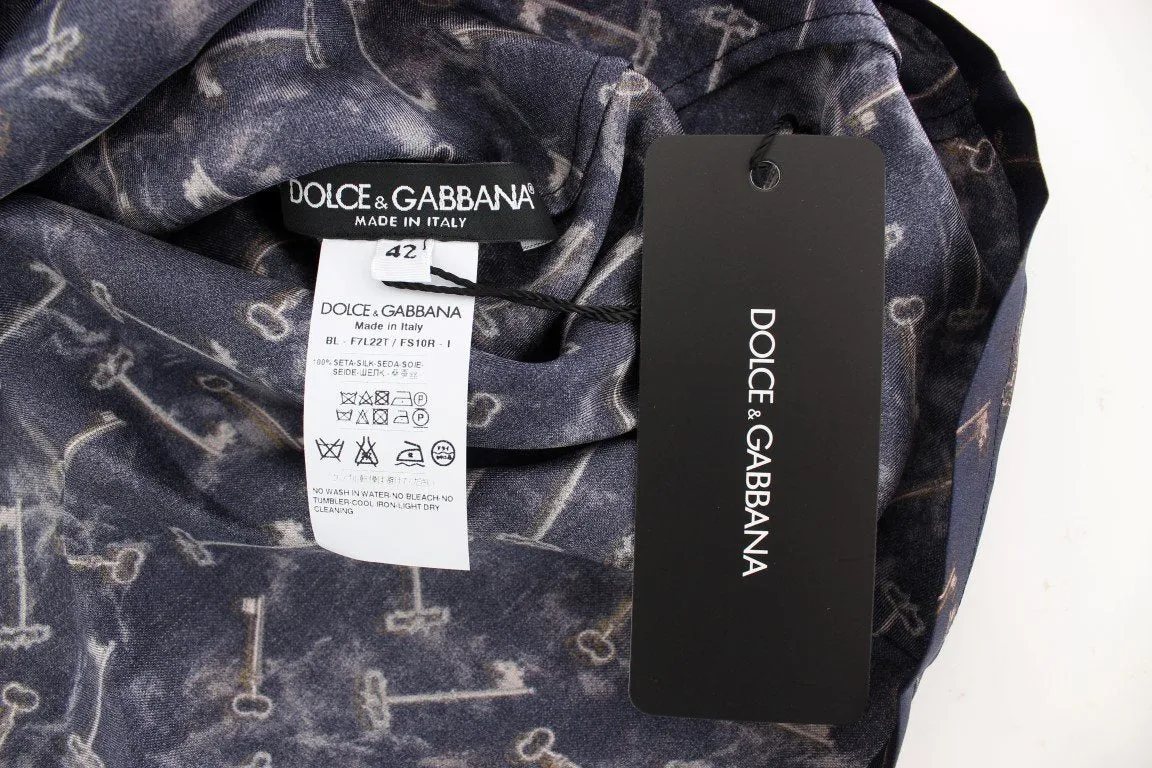 DOLCE & GABBANA®
MADE IN ITALY
42
DOLCE & GABBANA
Made in Italy
BL - F7L22T / FS10R - I
100% SETA-SILK-SEDA-SOIE-
SEIDE-ШЕЛК-
P
P
NO WASH IN WATER-NO BLEACH-NO
TUMBLER-COOL IRON-LIGHT DRY
CLEANING
DOLCE & GABBANA